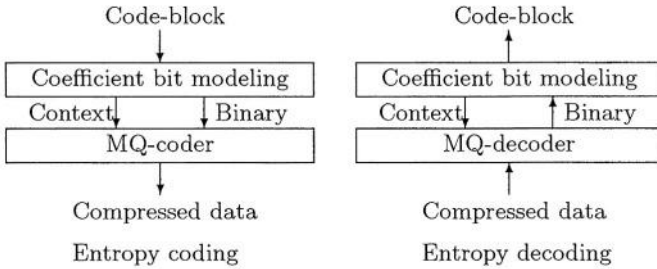 Code-block
Coefficient bit modeling
Context Binary
MQ-coder
Compressed data
Entropy coding
Code-block
Coefficient bit modeling
Context Binary
MQ-decoder
Compressed data
Entropy decoding